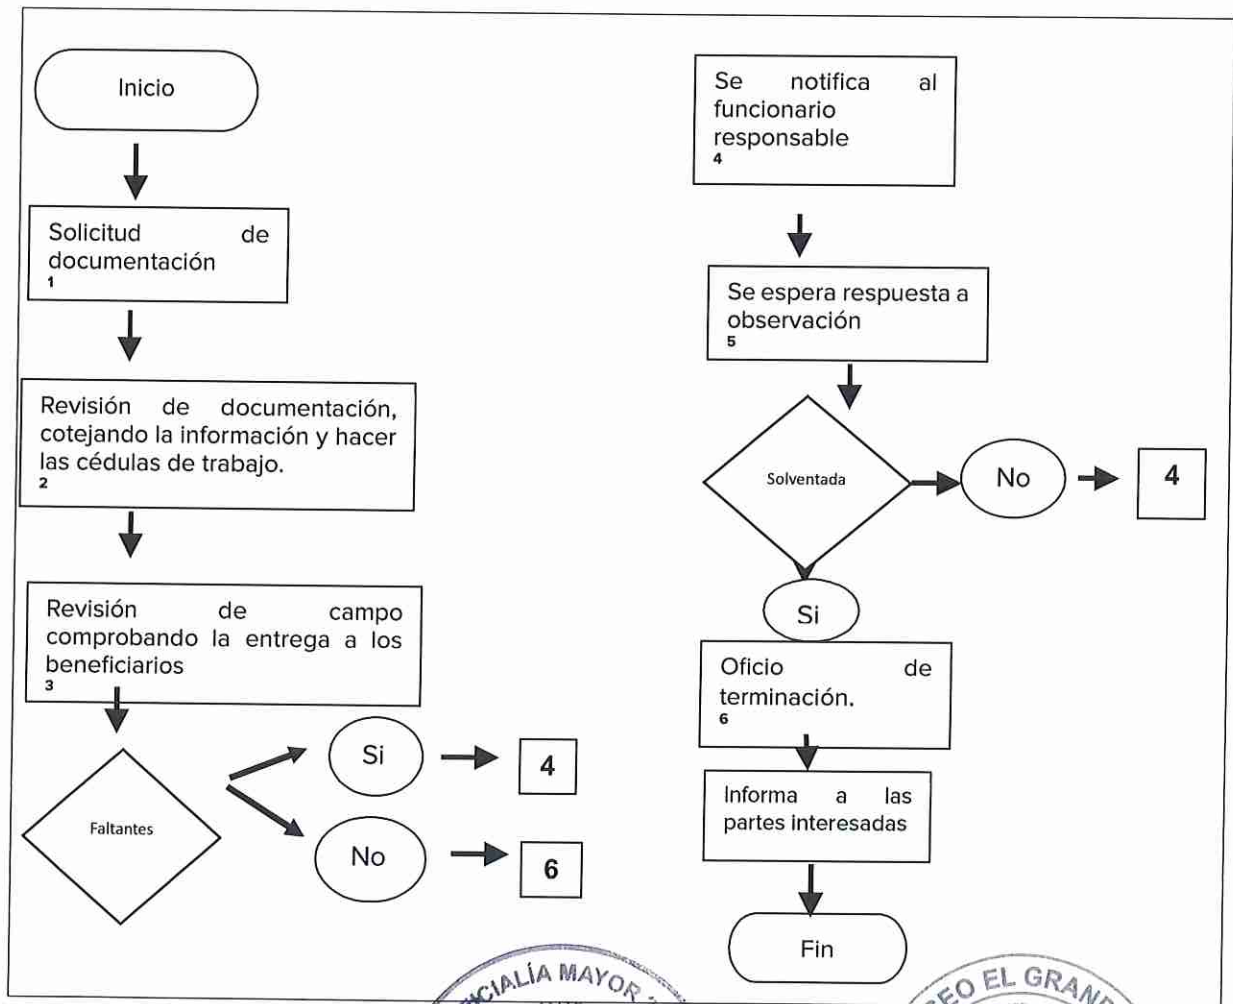 Inicio
Solicitud de
documentación
1
Revisión de documentación,
cotejando la información y hacer
las cédulas de trabajo.
2
Revisión de campo
comprobando la entrega a los
beneficiarios
3
Faltantes
Si
4
No
6
Se notifica al
funcionario
responsable
4
Se espera respuesta a
observación
5
Solventada
No
4
Si
Oficio de
terminación.
6
Informa a las
partes interesadas
Fin
MAYOR
EL